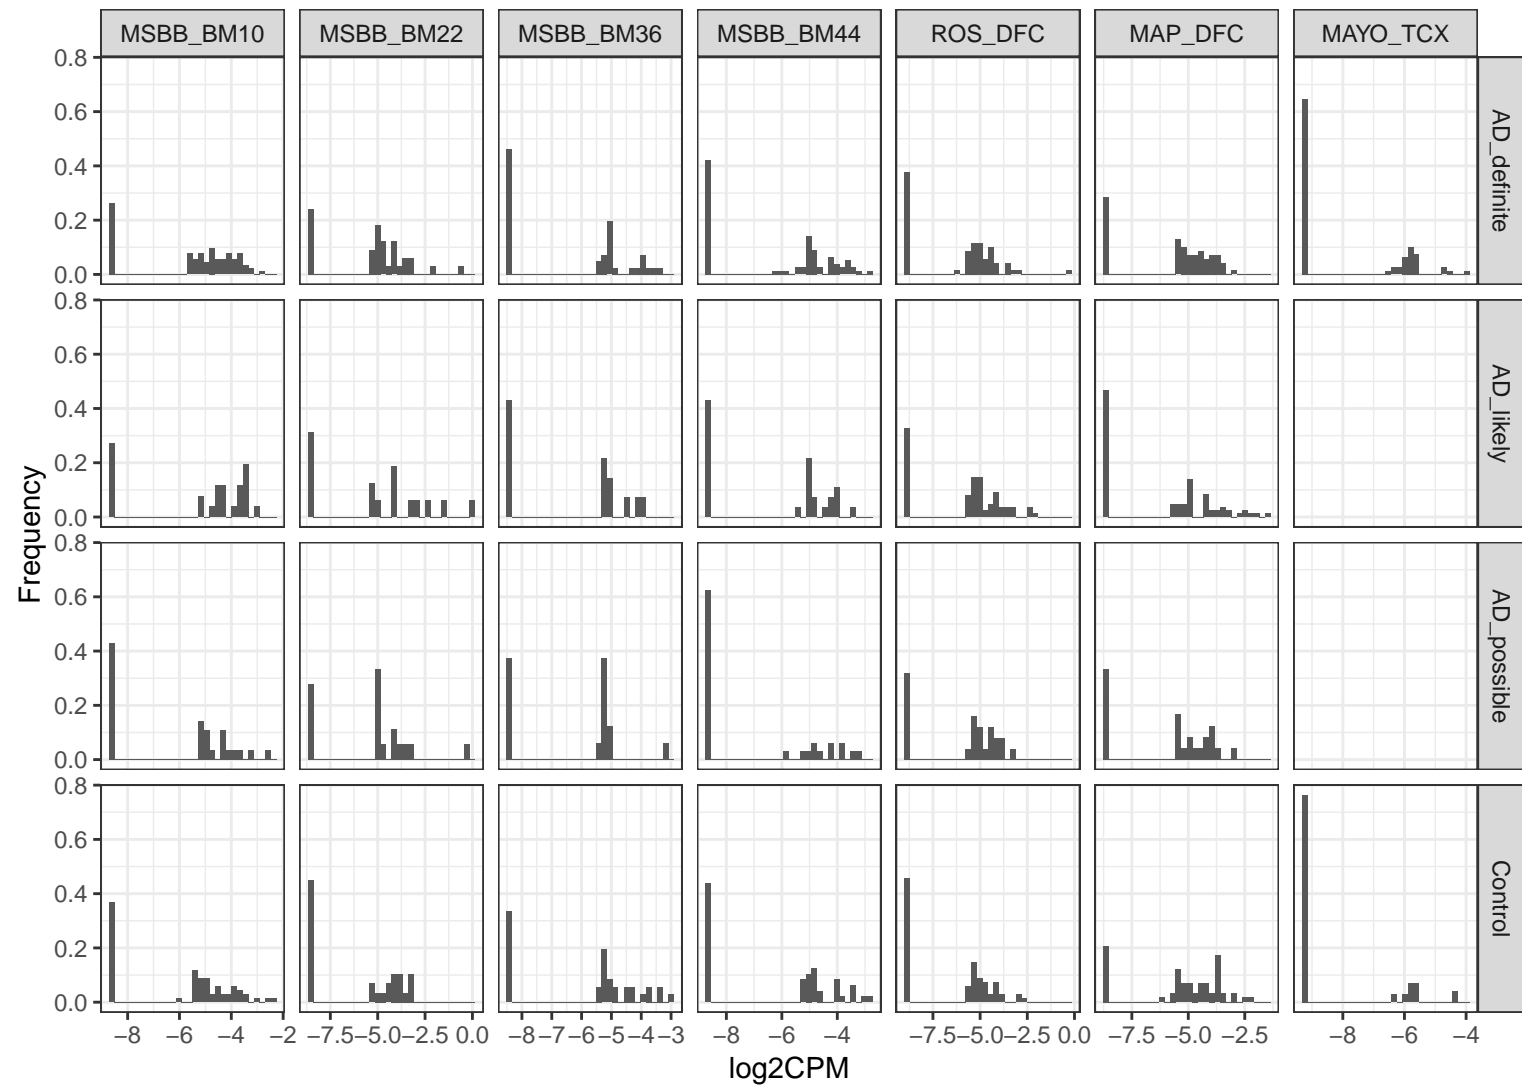 MSBB_BM10 MSBB_BM22 MSBB_BM36 MSBB_BM44 ROS_DFC MAP_DFC MAYO_TCX
0.8
0.6
0.4
0.2
0.0
AD_definite
0.8
0.6
0.4
0.2
0.0
AD_likely
Frequency
0.8
0.6
0.4
0.2
0.0
AD_possible
0.8
0.6
0.4
0.2
0.0
Control
−8 −6 −4 −2 −7.5 −5.0 −2.5 0.0 −8 −7 −6 −5 −4 −3 −8 −6 −4 −7.5 −5.0 −2.5 0.0 −7.5 −5.0 −2.5 −8 −6 −4
log2CPM